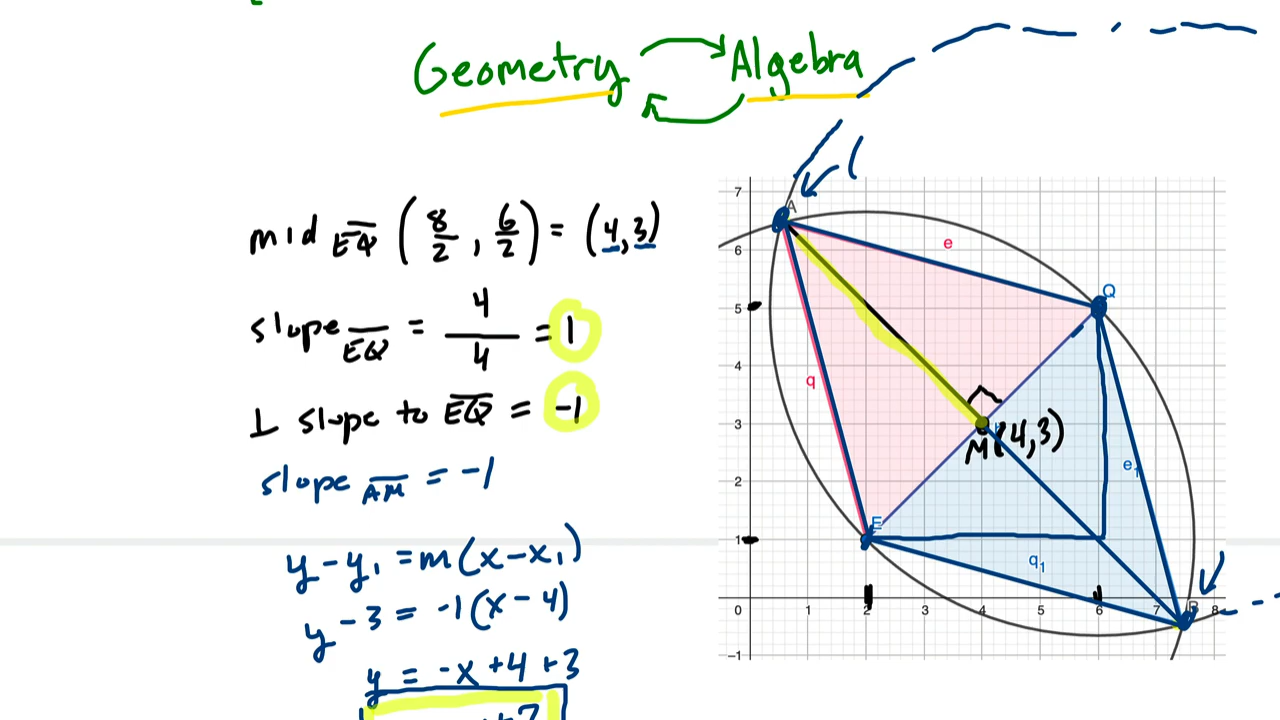 Geometry Algebra
mid EQ (8/2, 6/2) = (4,3)
slope EQ = 4/4 = 1
⊥ slope to EQ = -1
slope AM = -1
y-y₁ = m(x-x₁)
y-3 = -1(x-4)
y = -x+4+3
+7
l
7
6
5
4
3
2
1
0
-1
1
2
3
4
5
6
7
8
A
e
Q
q
M (4,3)
E
e₁
q₁